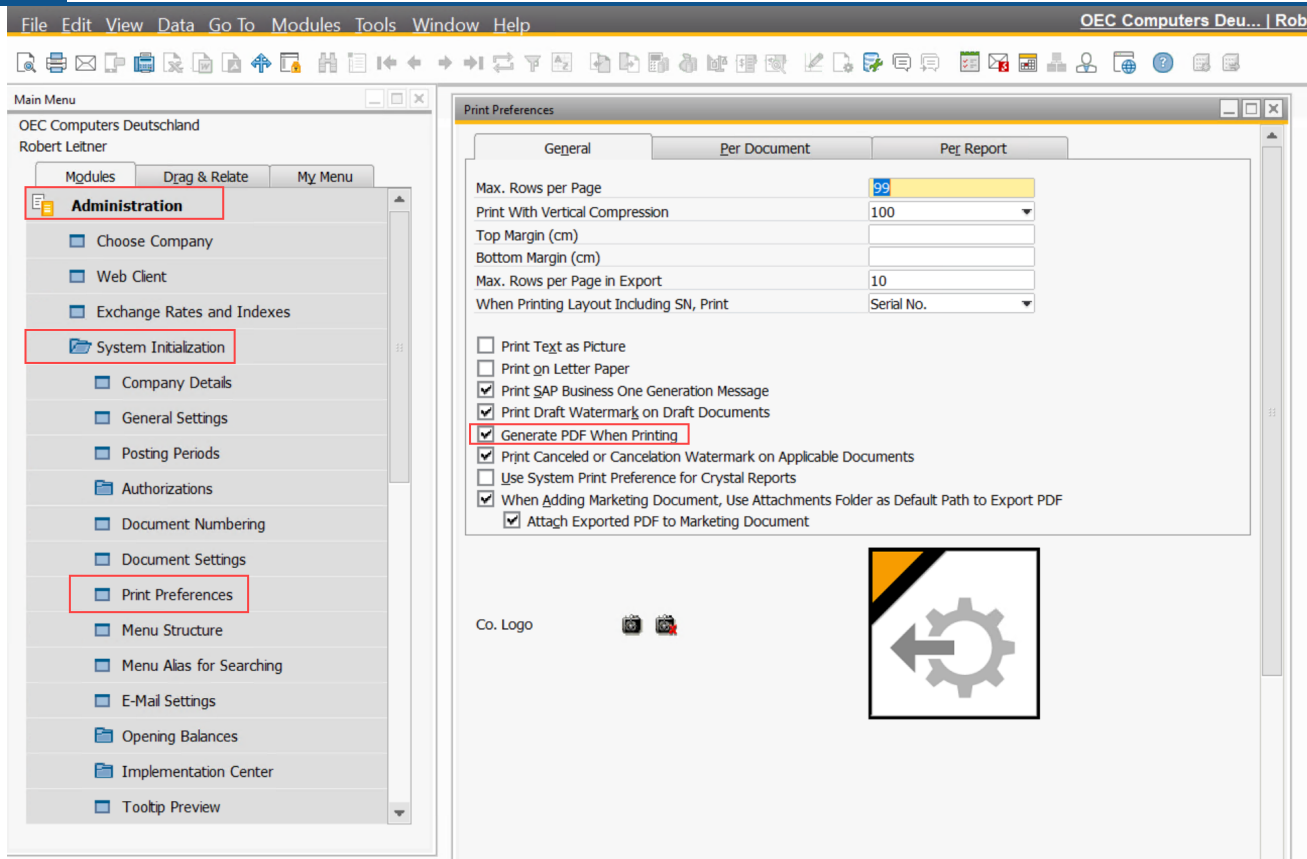 File Edit View Data Go To Modules Tools Window Help
OEC Computers Deu... | Rob
Main Menu
OEC Computers Deutschland
Robert Leitner
Modules Drag & Relate My Menu
Administration
Choose Company
Web Client
Exchange Rates and Indexes
System Initialization
Company Details
General Settings
Posting Periods
Authorizations
Document Numbering
Document Settings
Print Preferences
Menu Structure
Menu Alias for Searching
E-Mail Settings
Opening Balances
Implementation Center
Tooltip Preview
Print Preferences
General Per Document Per Report
Max. Rows per Page 99
Print With Vertical Compression 100
Top Margin (cm)
Bottom Margin (cm)
Max. Rows per Page in Export 10
When Printing Layout Including SN, Print Serial No.
Print Text as Picture
Print on Letter Paper
Print SAP Business One Generation Message
Print Draft Watermark on Draft Documents
Generate PDF When Printing
Print Canceled or Cancelation Watermark on Applicable Documents
Use System Print Preference for Crystal Reports
When Adding Marketing Document, Use Attachments Folder as Default Path to Export PDF
Attach Exported PDF to Marketing Document
Co. Logo